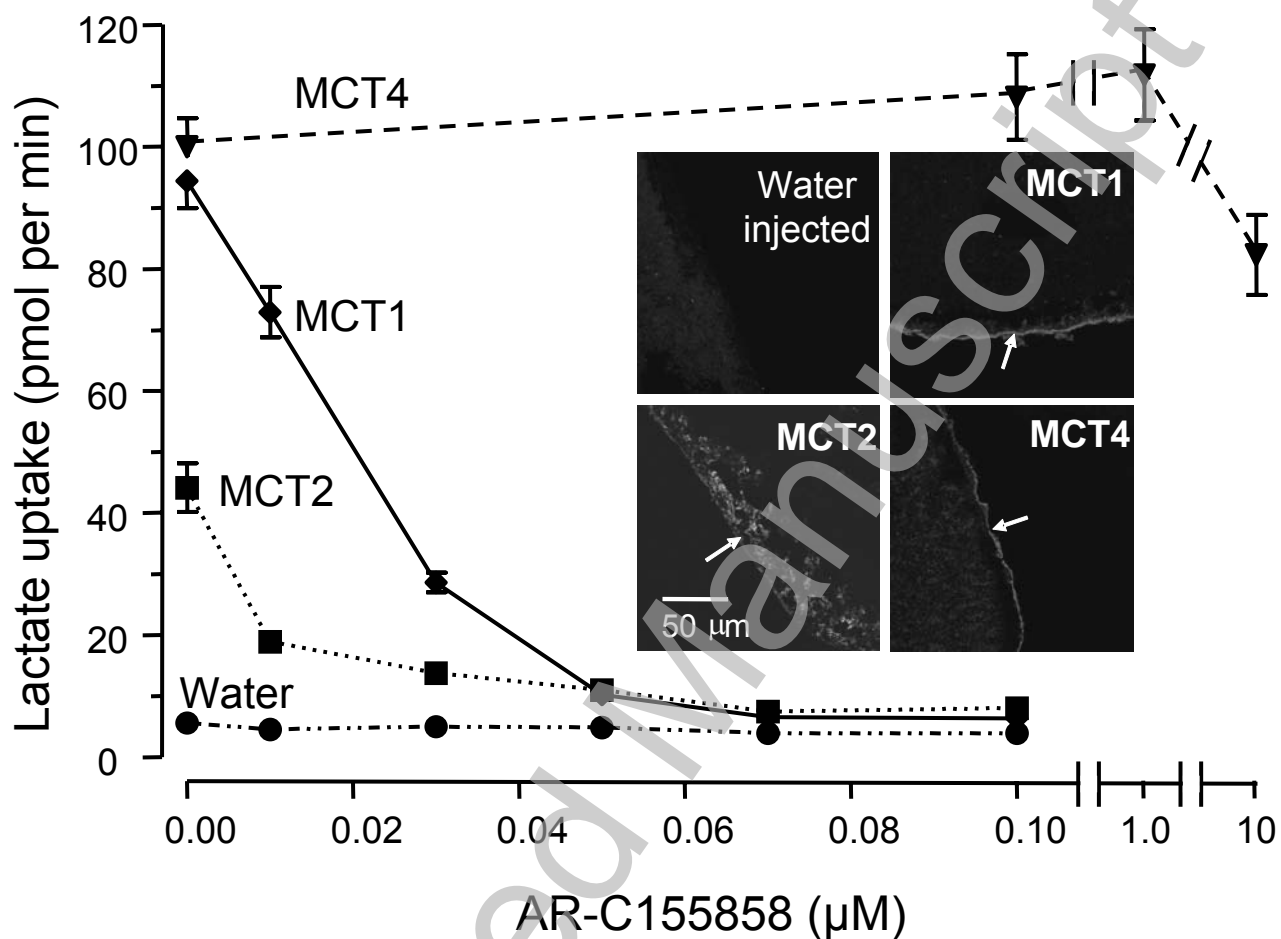 120
100
80
60
40
20
0
Lactate uptake (pmol per min)
MCT4
MCT1
MCT2
Water
Water
injected
MCT1
MCT2
50 μm
MCT4
0.00
0.02
0.04
0.06
0.08
0.10
1.0
10
AR-C155858 (μM)
ed Manuscript